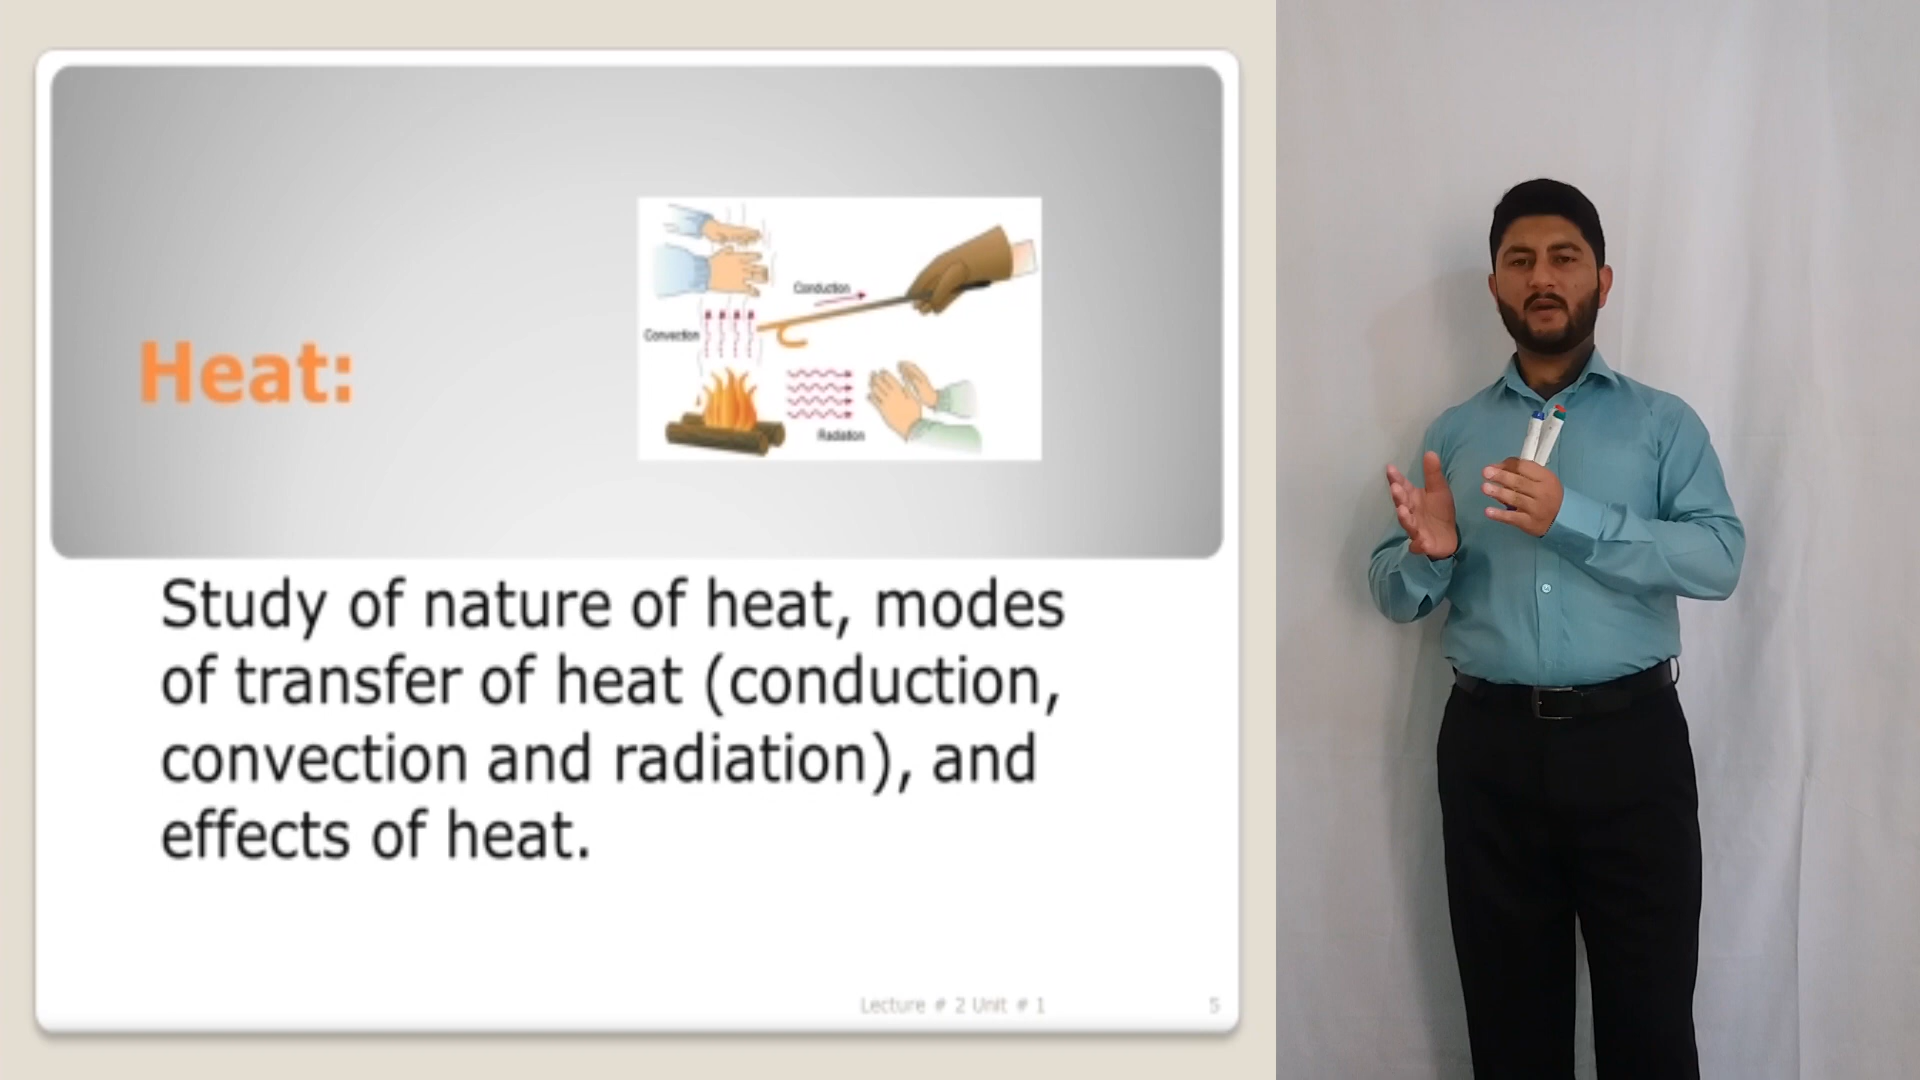 Heat:
Conduction
Convection
Radiation
Study of nature of heat, modes
of transfer of heat (conduction,
convection and radiation), and
effects of heat.
Lecture # 2 Unit # 1
5